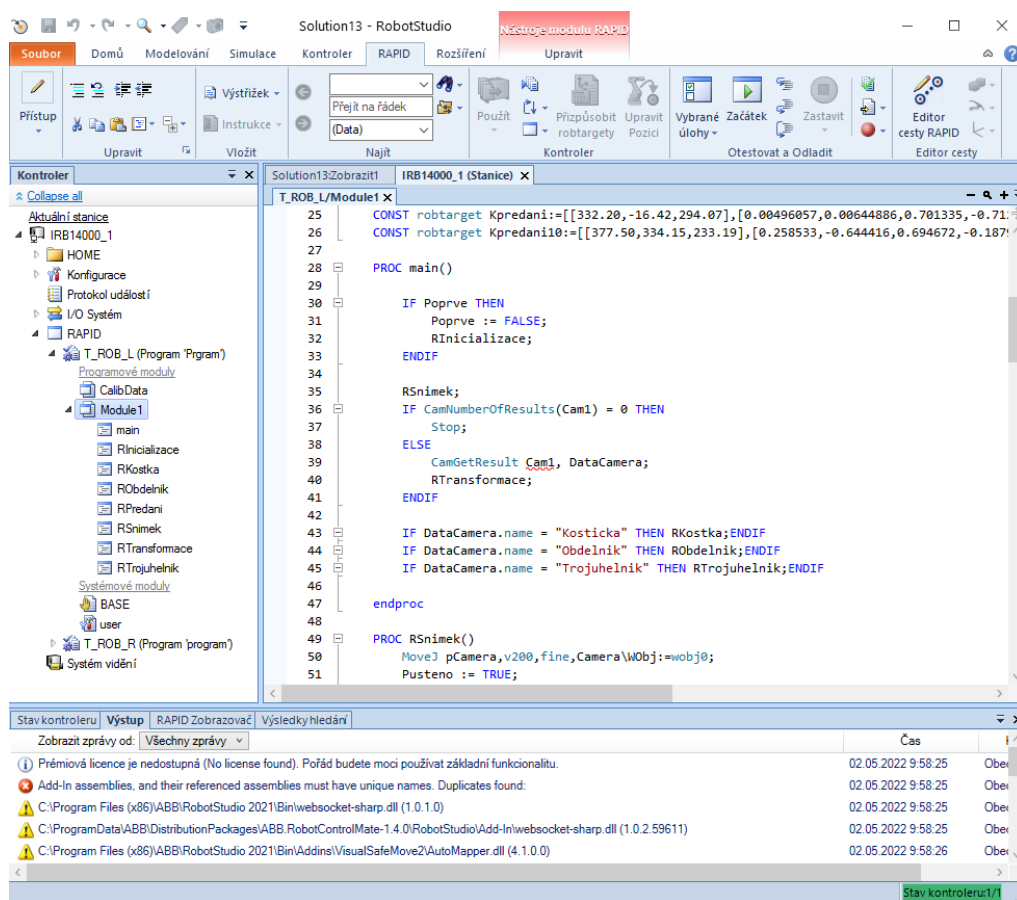 Solution13 - RobotStudio
Nástroje modulu RAPID
Soubor Domů Modelování Simulace Kontroler RAPID Rozšíření Upravit
Přístup
Výstřižek
Instrukce
Přejít na řádek
(Data)
Použít
Přizpůsobit robtargety
Upravit Pozici
Vybrané úlohy
Začátek
Zastavit
Editor cesty RAPID
Upravit Vložit Najít Kontroler Otestovat a Odladit Editor cesty
Kontroler
Collapse all
Aktuální stanice
IRB14000_1
HOME
Konfigurace
Protokol událostí
I/O Systém
RAPID
T_ROB_L (Program 'Prgram')
Programové moduly
CalibData
Module1
main
RInicializace
RKostka
RObdelnik
RPredani
RSnimek
RTransformace
RTrojuhelnik
Systémové moduly
BASE
user
T_ROB_R (Program 'program')
Systém vidění
Solution13:Zobrazit1 IRB14000_1 (Stanice)
T_ROB_L/Module1
25 CONST robtarget Kpredani:=[[332.20,-16.42,294.07],[0.00496057,0.00644886,0.701335,-0.71
26 CONST robtarget Kpredani10:=[[377.50,334.15,233.19],[0.258533,-0.644416,0.694672,-0.187
27
28 PROC main()
29
30 IF Poprve THEN
31 Poprve := FALSE;
32 RInicializace;
33 ENDIF
34
35 RSnimek;
36 IF CamNumberOfResults(Cam1) = 0 THEN
37 Stop;
38 ELSE
39 CamGetResult Cam1, DataCamera;
40 RTransformace;
41 ENDIF
42
43 IF DataCamera.name = "Kosticka" THEN RKostka;ENDIF
44 IF DataCamera.name = "Obdelnik" THEN RObdelnik;ENDIF
45 IF DataCamera.name = "Trojuhelnik" THEN RTrojuhelnik;ENDIF
46
47 endproc
48
49 PROC RSnimek()
50 MoveJ pCamera,v200,fine,Camera\WObj:=wobj0;
51 Pusteno := TRUE;
Stav kontroleru Výstup RAPID Zobrazovač Výsledky hledání
Zobrazit zprávy od: Všechny zprávy Čas
Prémiová licence je nedostupná (No license found). Pořád budete moci používat základní funkcionalitu. 02.05.2022 9:58:25 Obec
Add-In assemblies, and their referenced assemblies must have unique names. Duplicates found: 02.05.2022 9:58:25 Obec
C:\Program Files (x86)\ABB\RobotStudio 2021\Bin\websocket-sharp.dll (1.0.1.0) 02.05.2022 9:58:25 Obec
C:\ProgramData\ABB\DistributionPackages\ABB.RobotControlMate-1.4.0\RobotStudio\Add-In\websocket-sharp.dll (1.0.2.59611) 02.05.2022 9:58:25 Obec
C:\Program Files (x86)\ABB\RobotStudio 2021\Bin\Addins\VisualSafeMove2\AutoMapper.dll (4.1.0.0) 02.05.2022 9:58:26 Obec
Stav kontroleru:1/1